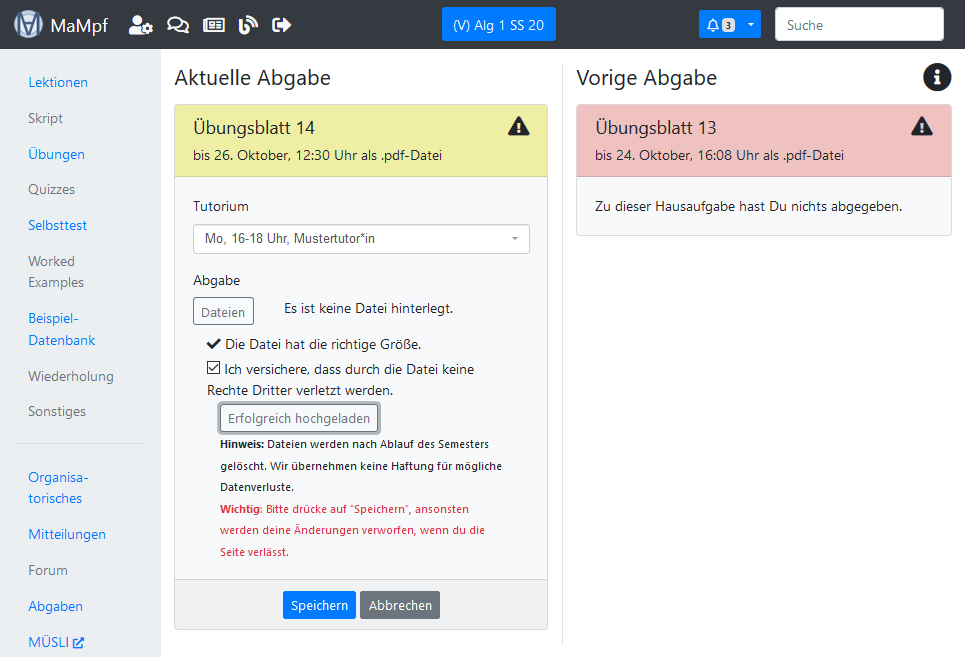 MaMpf
(V) Alg 1 SS 20
3
Suche
Lektionen
Skript
Übungen
Quizzes
Selbsttest
Worked
Examples
Beispiel-
Datenbank
Wiederholung
Sonstiges
Organisa-
torisches
Mitteilungen
Forum
Abgaben
MÜSLI
Aktuelle Abgabe
Übungsblatt 14
bis 26. Oktober, 12:30 Uhr als .pdf-Datei
Tutorium
Mo, 16-18 Uhr, Mustertutor*in
Abgabe
Dateien
Es ist keine Datei hinterlegt.
Die Datei hat die richtige Größe.
Ich versichere, dass durch die Datei keine
Rechte Dritter verletzt werden.
Erfolgreich hochgeladen
Hinweis: Dateien werden nach Ablauf des Semesters
gelöscht. Wir übernehmen keine Haftung für mögliche
Datenverluste.
Wichtig: Bitte drücke auf "Speichern", ansonsten
werden deine Änderungen verworfen, wenn du die
Seite verlässt.
Speichern
Abbrechen
Vorige Abgabe
Übungsblatt 13
bis 24. Oktober, 16:08 Uhr als .pdf-Datei
Zu dieser Hausaufgabe hast Du nichts abgegeben.